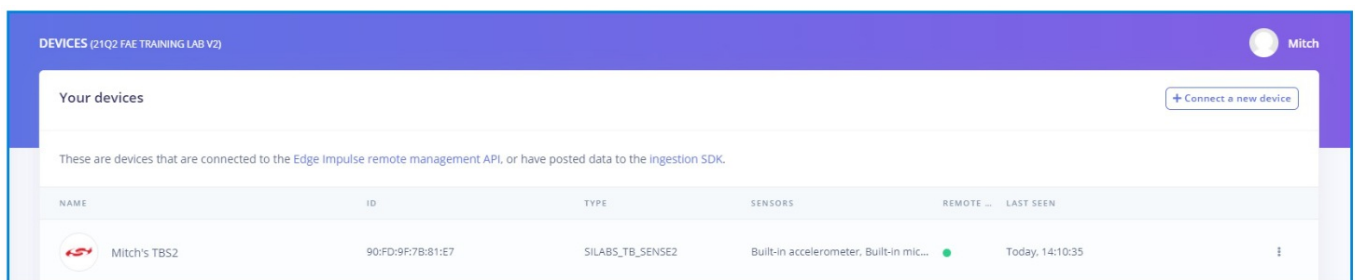 DEVICES (21Q2 FAE TRAINING LAB V2)
Mitch
Your devices
+ Connect a new device
These are devices that are connected to the Edge Impulse remote management API, or have posted data to the ingestion SDK.
NAME ID TYPE SENSORS REMOTE ... LAST SEEN
Mitch's TBS2 90:FD:9F:7B:81:E7 SILABS_TB_SENSE2 Built-in accelerometer, Built-in mic... Today, 14:10:35